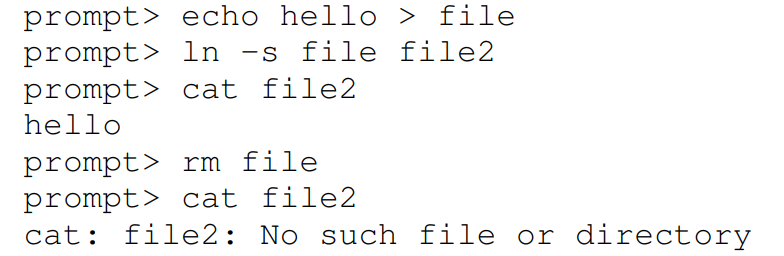 prompt> echo hello > file
prompt> ln -s file file2
prompt> cat file2
hello
prompt> rm file
prompt> cat file2
cat: file2: No such file or directory